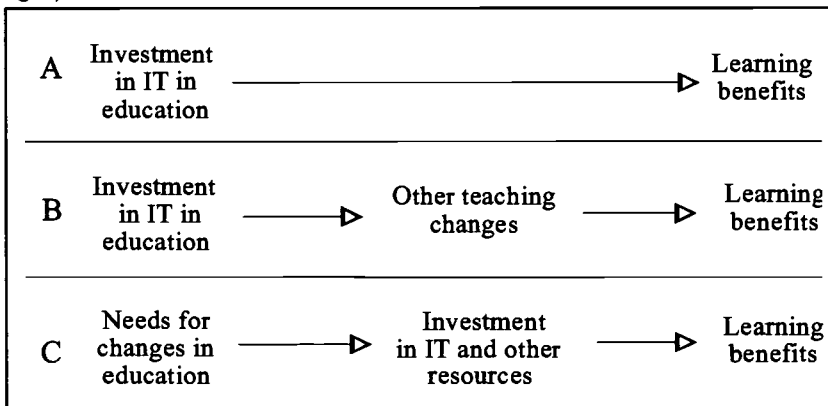 A
Investment
in IT in
education
Learning
benefits
B
Investment
in IT in
education
Other teaching
changes
Learning
benefits
C
Needs for
changes in
education
Investment
in IT and other
resources
Learning
benefits